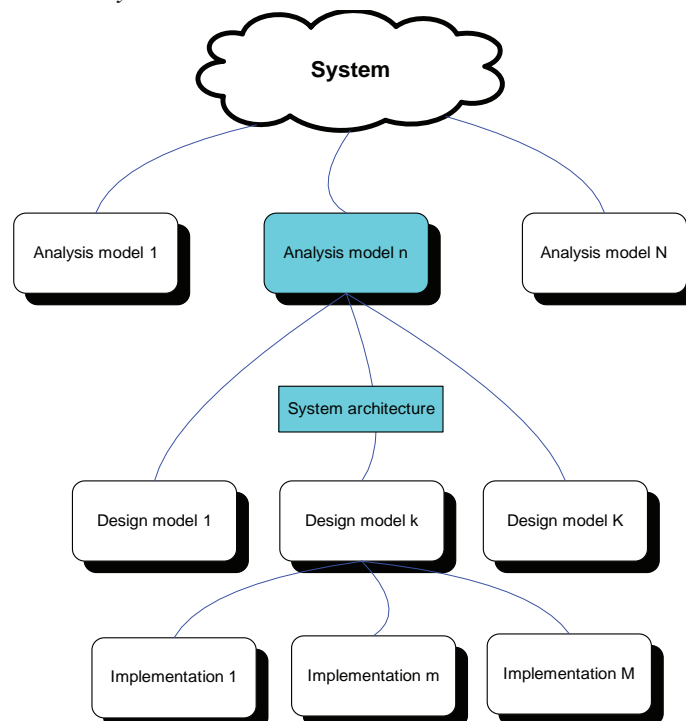 System
Analysis model 1
Analysis model n
Analysis model N
System architecture
Design model 1
Design model k
Design model K
Implementation 1
Implementation m
Implementation M